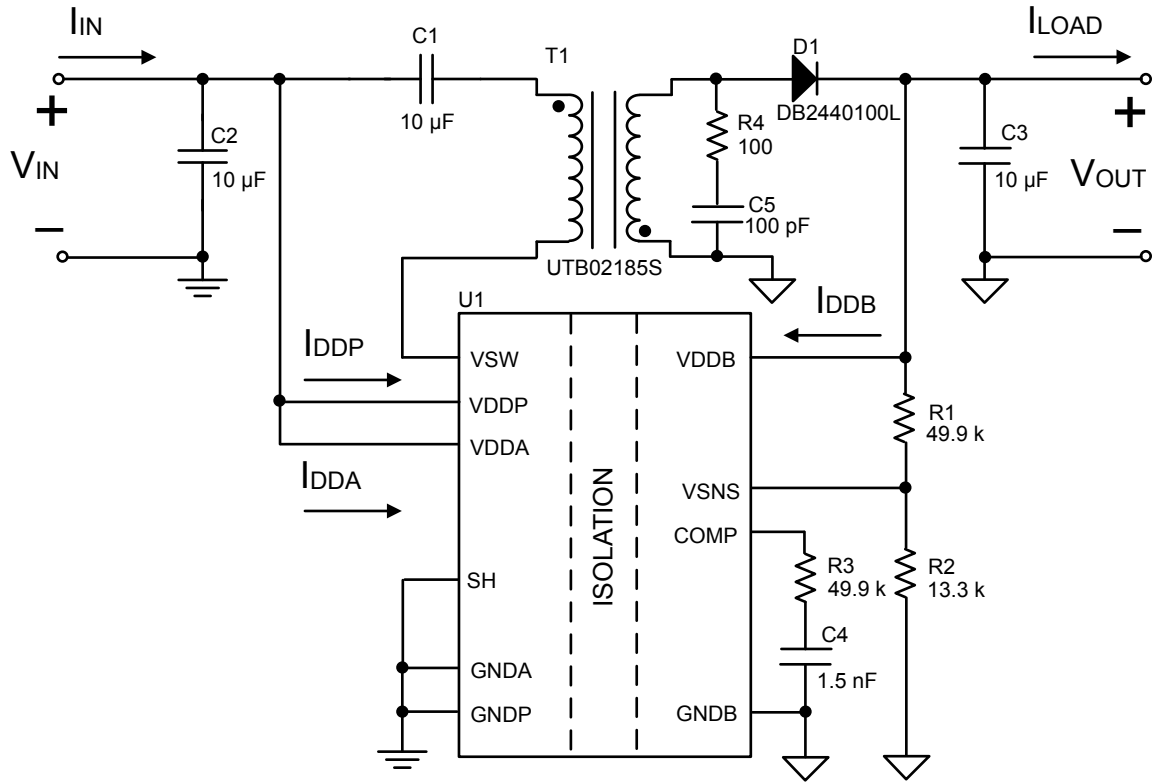 IIN
C1
10 µF
T1
D1
DB2440100L
ILOAD
+
VIN
–
C2
10 µF
R4
100
C5
100 pF
C3
10 µF
+
VOUT
–
UTB02185S
U1
IDDB
IDDP
VSW
VDDP
VDDA
IDDA
SH
GNDA
GNDP
ISOLATION
VDDB
VSNS
COMP
GNDB
R1
49.9 k
R3
49.9 k
R2
13.3 k
C4
1.5 nF